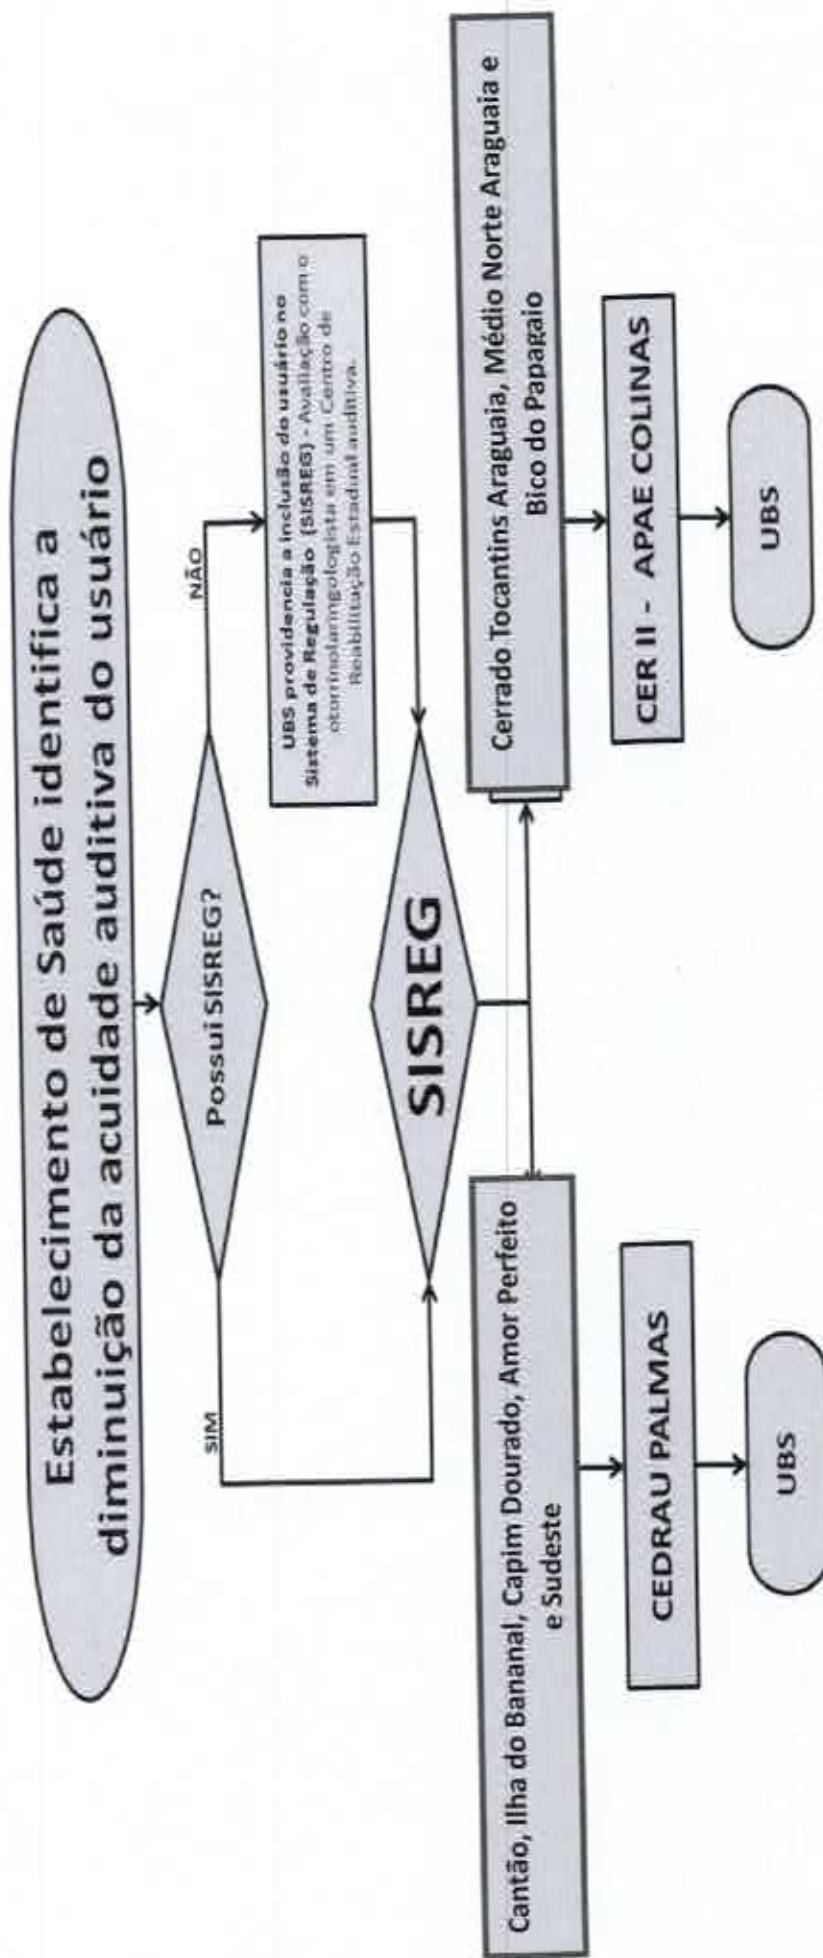 Estabelecimento de Saúde identifica a
diminuição da acuidade auditiva do usuário
Possui SISREG?
SIM
NÃO
UBS providencia a inclusão do usuário no
Sistema de Regulação (SISREG) - Avaliação com o
otorrinolaringologista em um Centro de
Reabilitação Estadual auditiva.
SISREG
Cantão, Ilha do Bananal, Capim Dourado, Amor Perfeito
e Sudeste
Cerrado Tocantins Araguaia, Médio Norte Araguaia e
Bico do Papagaio
CEDRAU PALMAS
CER II - APAE COLINAS
UBS
UBS